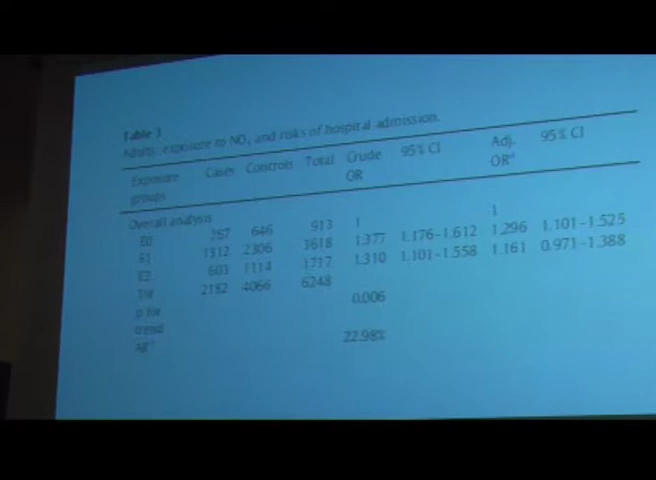 Table 3
Adults: exposure to NOx and risks of hospital admission.
Exposure groups Cases Controls Total Crude OR 95% CI Adj. ORa 95% CI
Overall analysis
E0 267 646 913 1 1
E1 1312 2306 3618 1.377 1.176-1.612 1.296 1.101-1.525
E2 603 1114 1717 1.310 1.101-1.558 1.161 0.971-1.388
Tot 2182 4066 6248
p for trend 0.006
22.98%